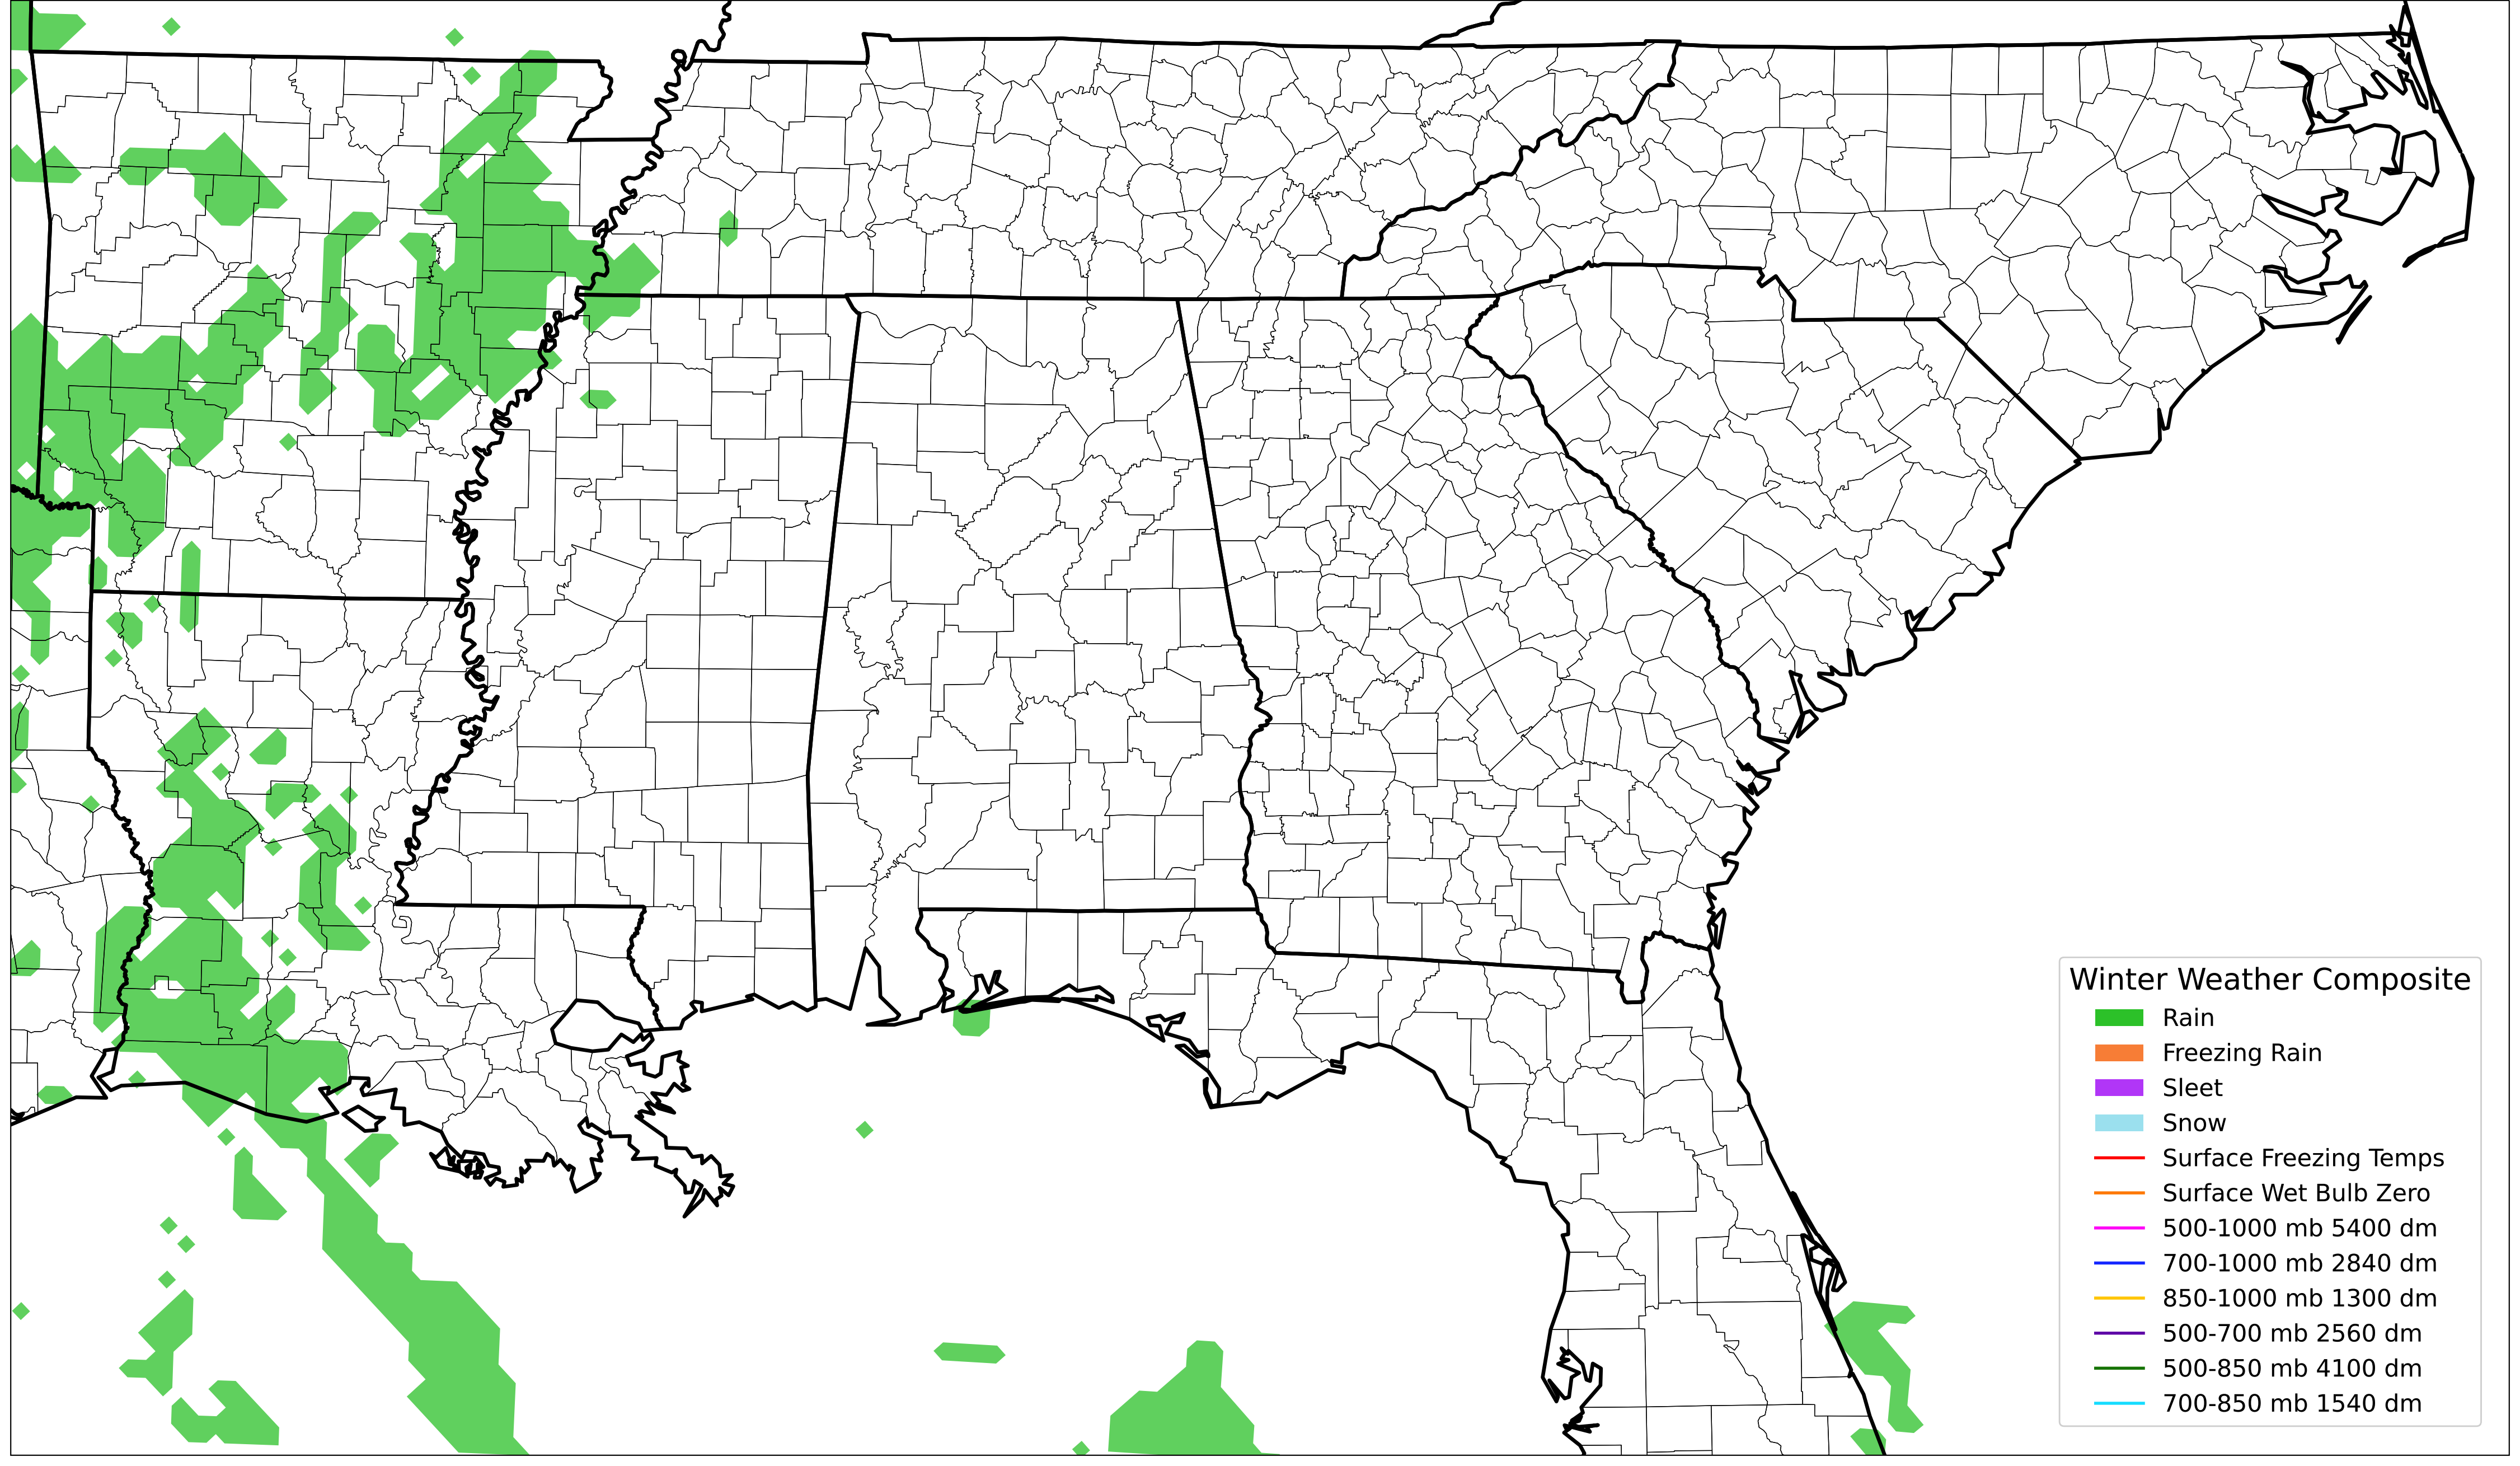 Winter Weather Composite
Rain
Freezing Rain
Sleet
Snow
Surface Freezing Temps
Surface Wet Bulb Zero
500-1000 mb 5400 dm
700-1000 mb 2840 dm
850-1000 mb 1300 dm
500-700 mb 2560 dm
500-850 mb 4100 dm
700-850 mb 1540 dm